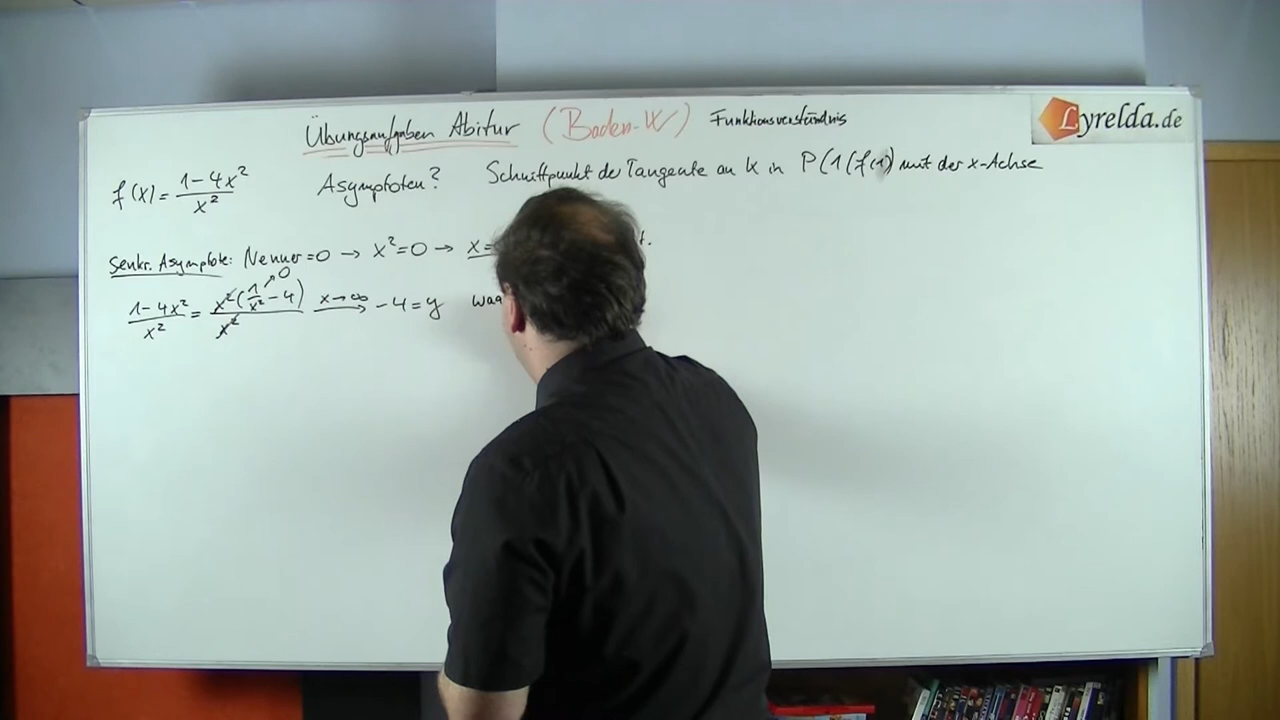 Übungsaufgaben Abitur (Baden-W) Funktionsverständnis
Lyrelda.de
f(x) = (1-4x²)/x² Asymptoten? Schnittpunkt der Tangente an K in P(1(f(1) mit der x-Achse
Senkr. Asymptote: Nenner=0 → x²=0 → x=
(1-4x²)/x² = x²(1/x² - 4)/x² x→∞ → -4=y waa
0